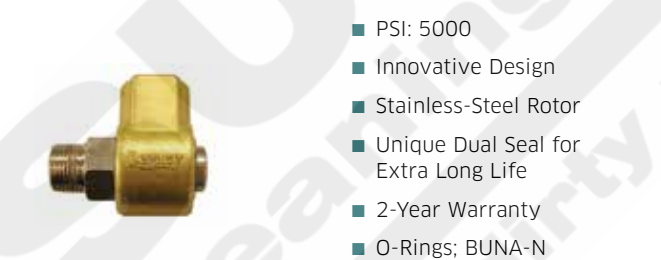 PSI: 5000
Innovative Design
Stainless-Steel Rotor
Unique Dual Seal for
Extra Long Life
2-Year Warranty
O-Rings; BUNA-N